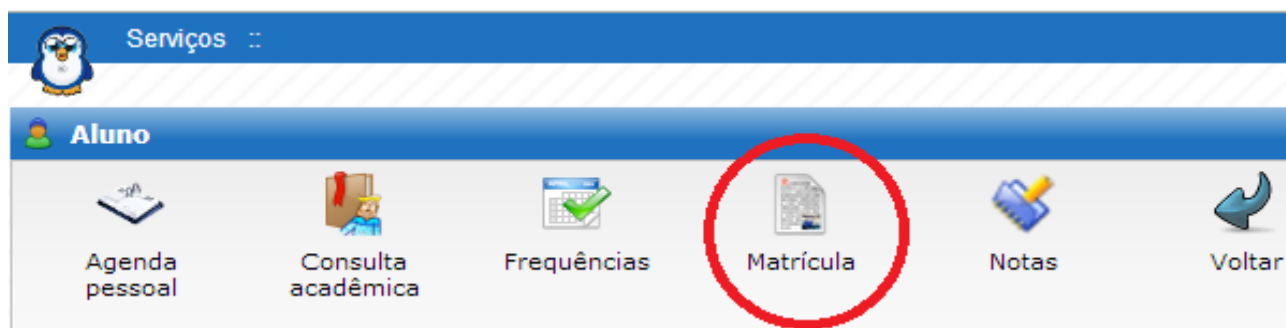 Serviços ::
Aluno
Agenda
pessoal
Consulta
acadêmica
Frequências
Matrícula
Notas
Voltar